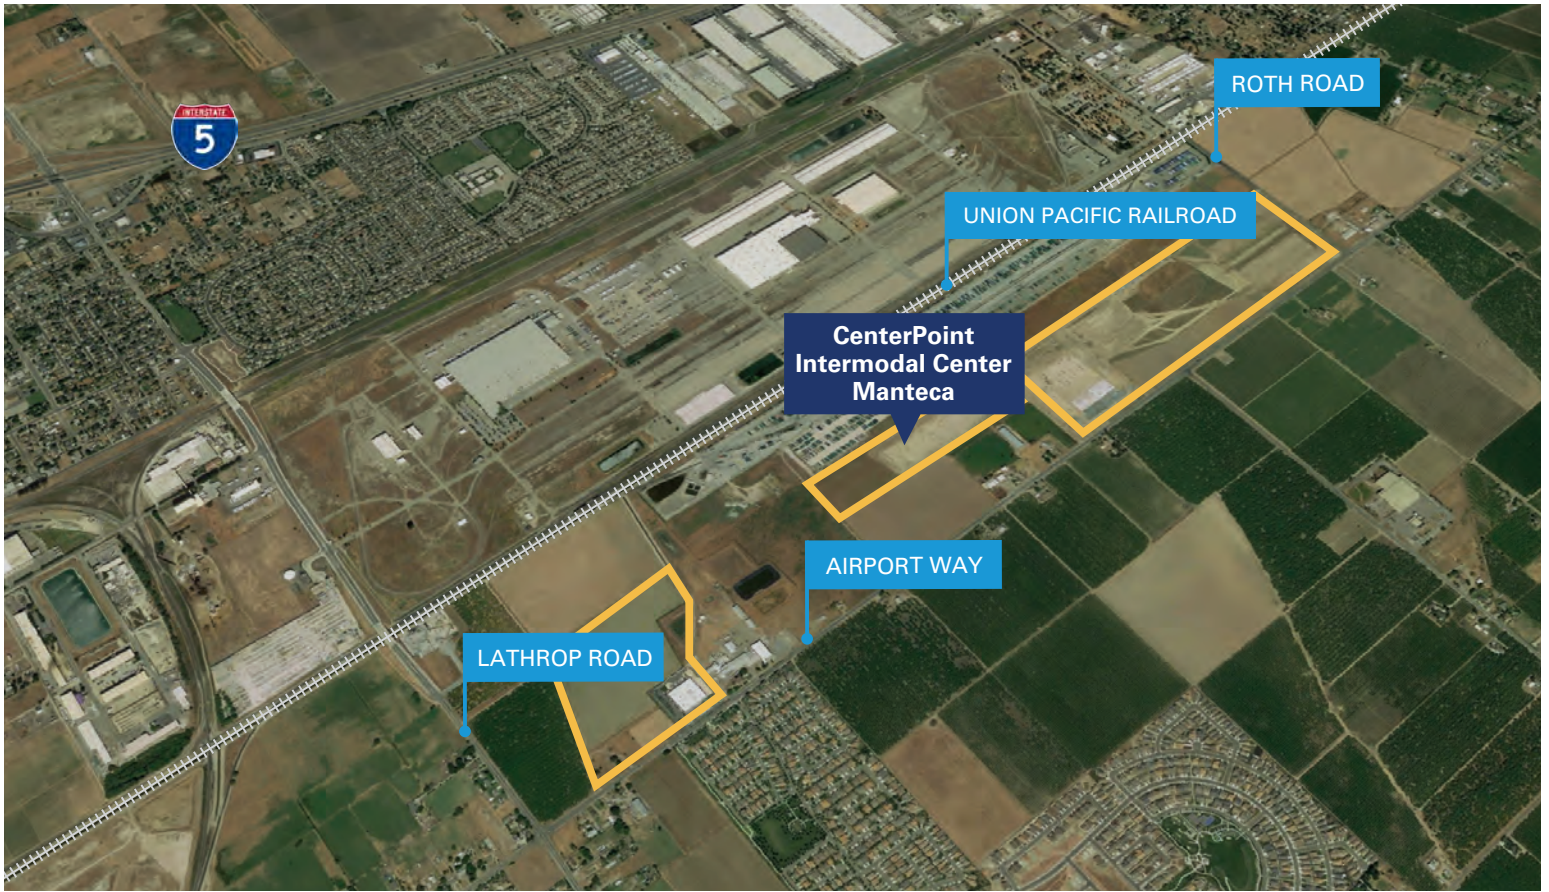 INTERSTATE
5
ROTH ROAD
UNION PACIFIC RAILROAD
CenterPoint
Intermodal Center
Manteca
AIRPORT WAY
LATHROP ROAD